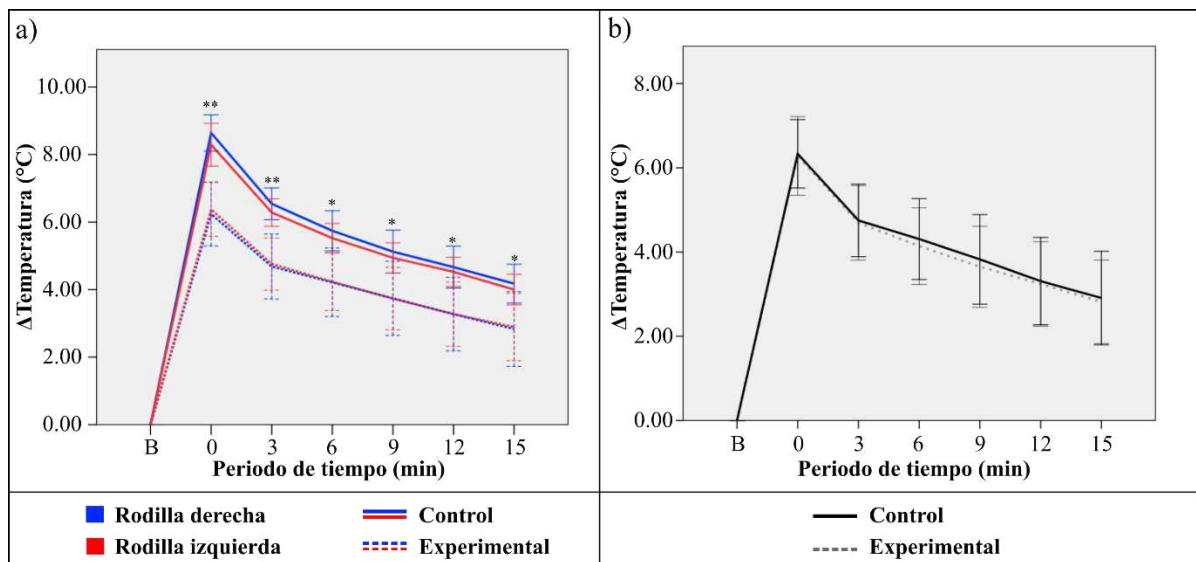 a)
10.00
8.00
6.00
4.00
2.00
0.00
ΔTemperatura (°C)
**
**
*
*
*
*
B 0 3 6 9 12 15
Periodo de tiempo (min)
Rodilla derecha
Control
Rodilla izquierda
Experimental
b)
8.00
6.00
4.00
2.00
0.00
ΔTemperatura (°C)
B 0 3 6 9 12 15
Periodo de tiempo (min)
Control
Experimental